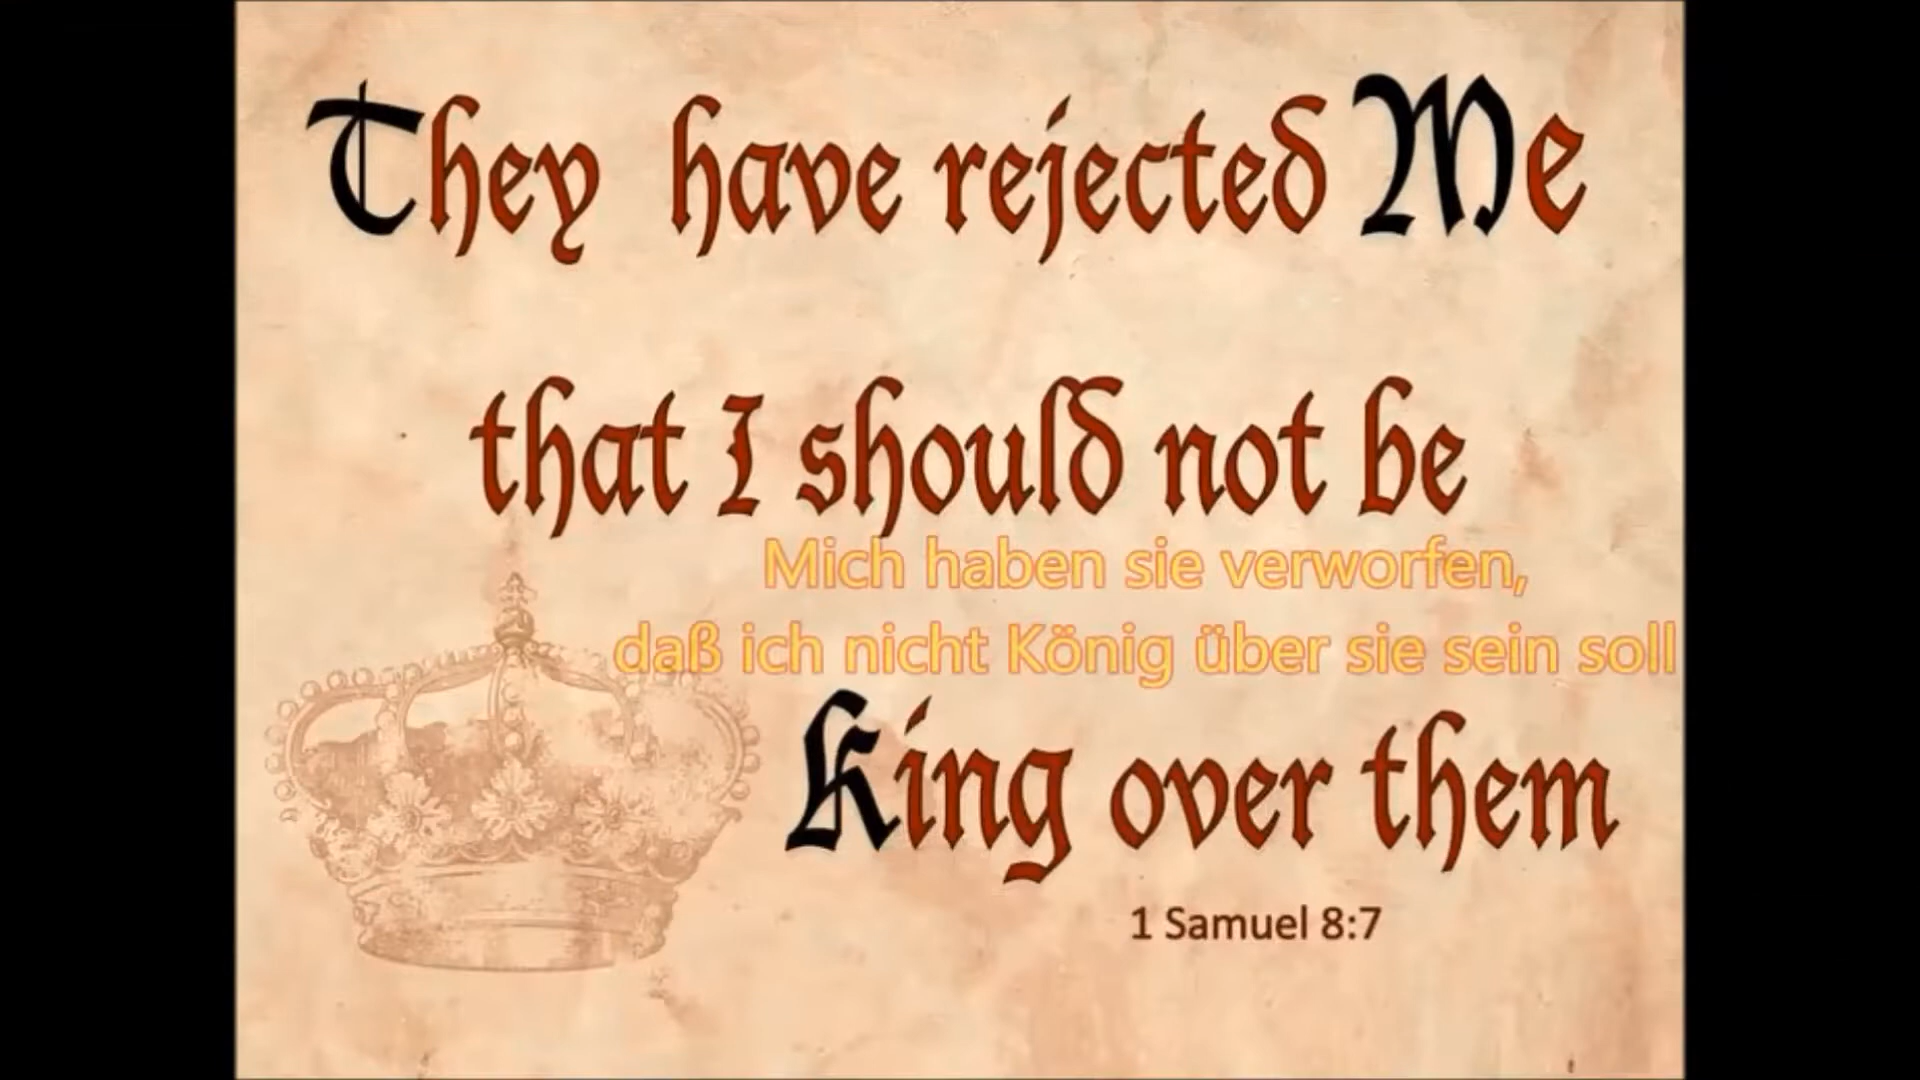 They have rejected Me
that I should not be
Mich haben sie verworfen,
daß ich nicht König über sie sein soll
King over them
1 Samuel 8:7